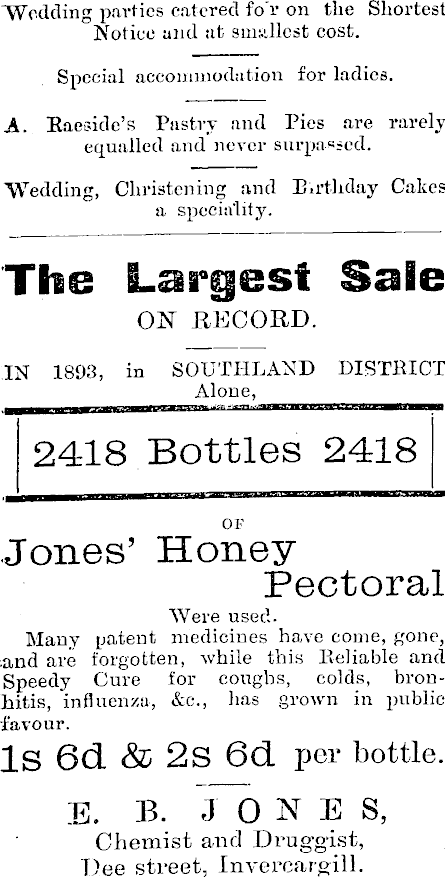 Wedding parties catered for on the Shortest
Notice and at smallest cost.
Special accommodation for ladies.
A. Raeside's Pastry and Pies are rarely
equalled and never surpassed.
Wedding, Christening and Birthday Cakes
a speciality.
The Largest Sale
ON RECORD.
IN 1893, in SOUTHLAND DISTRICT
Alone,
2418 Bottles 2418
OF
Jones' Honey
Pectoral
Were used.
Many patent medicines have come, gone,
and are forgotten, while this Reliable and
Speedy Cure for coughs, colds, bron-
hitis, influenza, &c., has grown in public
favour.
1s 6d & 2s 6d per bottle.
E. B. JONES,
Chemist and Druggist,
Dee street, Invercargill.